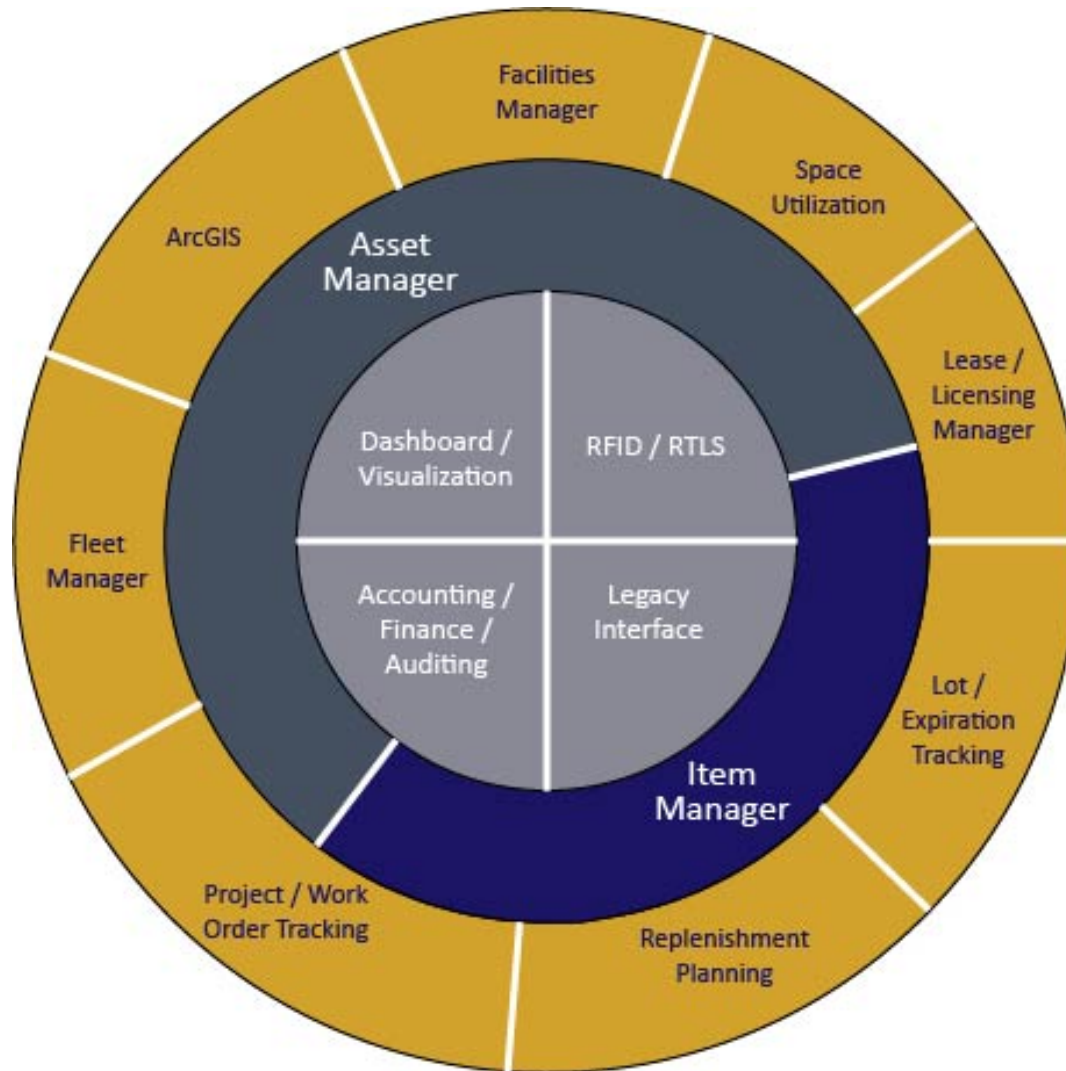 Facilities
Manager
Space
Utilization
ArcGIS
Asset
Manager
Lease /
Licensing
Manager
Dashboard /
Visualization
RFID / RTLS
Fleet
Manager
Accounting /
Finance /
Auditing
Legacy
Interface
Lot /
Expiration
Tracking
Item
Manager
Project / Work
Order Tracking
Replenishment
Planning